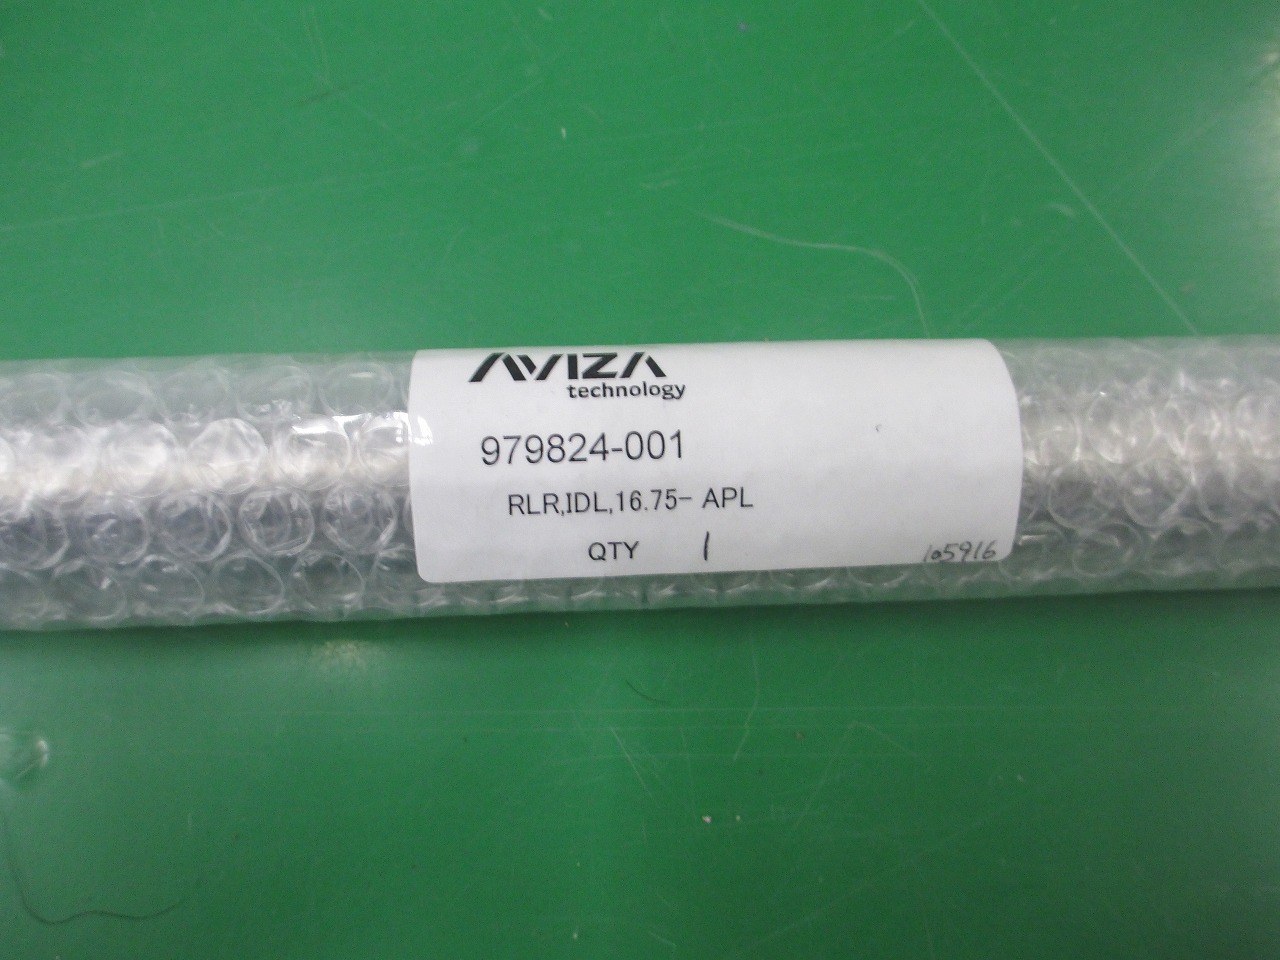 AVIZA
technology
979824-001
RLR,IDL,16.75- APL
QTY 1
105916